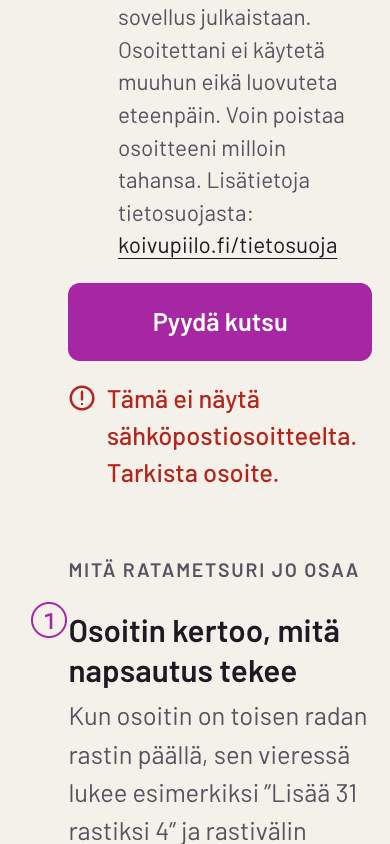 sovellus julkaistaan.
Osoitettani ei käytetä
muuhun eikä luovuteta
eteenpäin. Voin poistaa
osoitteeni milloin
tahansa. Lisätietoja
tietosuojasta:
koivupiilo.fi/tietosuoja
Pyydä kutsu
Tämä ei näytä
sähköpostiosoitteelta.
Tarkista osoite.
MITÄ RATAMETSURI JO OSAA
1
Osoitin kertoo, mitä
napsautus tekee
Kun osoitin on toisen radan
rastin päällä, sen vieressä
lukee esimerkiksi ”Lisää 31
rastiksi 4” ja rastivälin